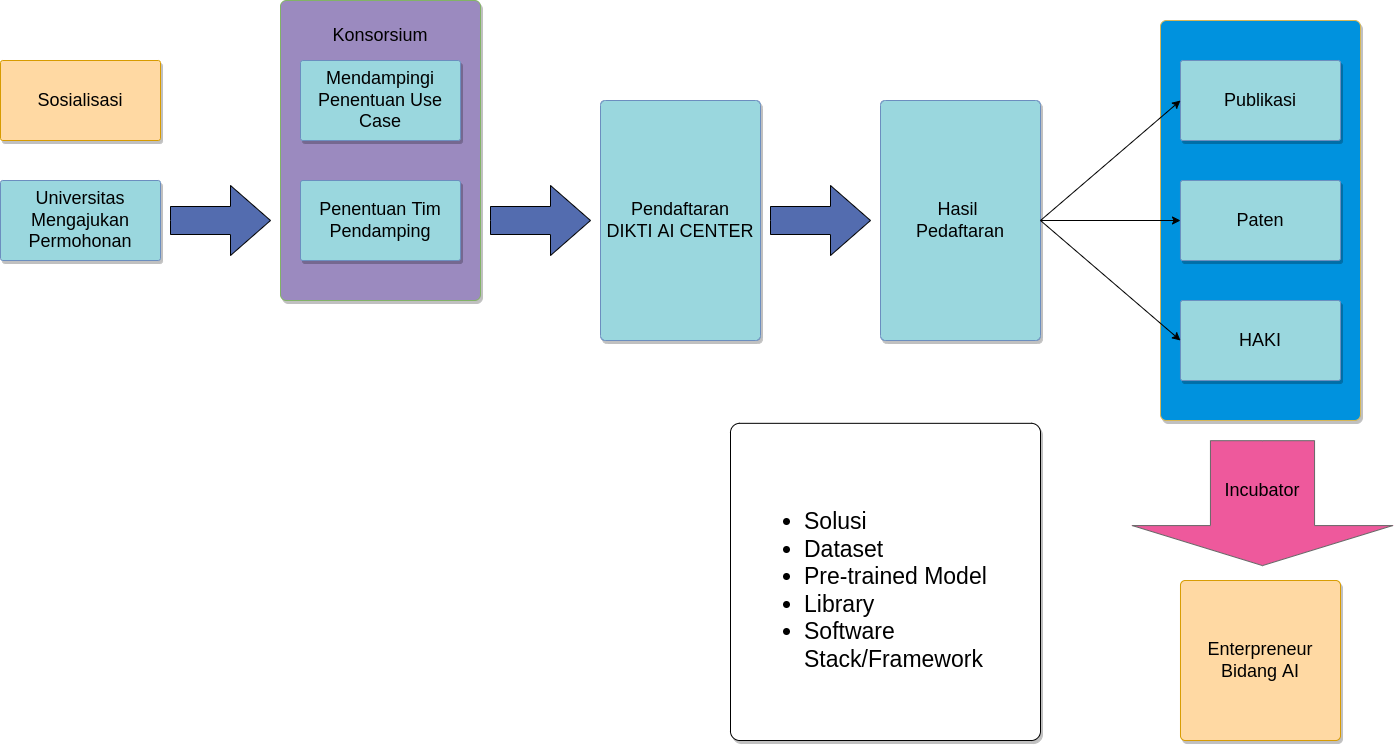 Sosialisasi
Universitas
Mengajukan
Permohonan
Konsorsium
Mendampingi
Penentuan Use
Case
Penentuan Tim
Pendamping
Pendaftaran
DIKTI AI CENTER
Hasil
Pedaftaran
Publikasi
Paten
HAKI
• Solusi
• Dataset
• Pre-trained Model
• Library
• Software
Stack/Framework
Incubator
Enterpreneur
Bidang AI